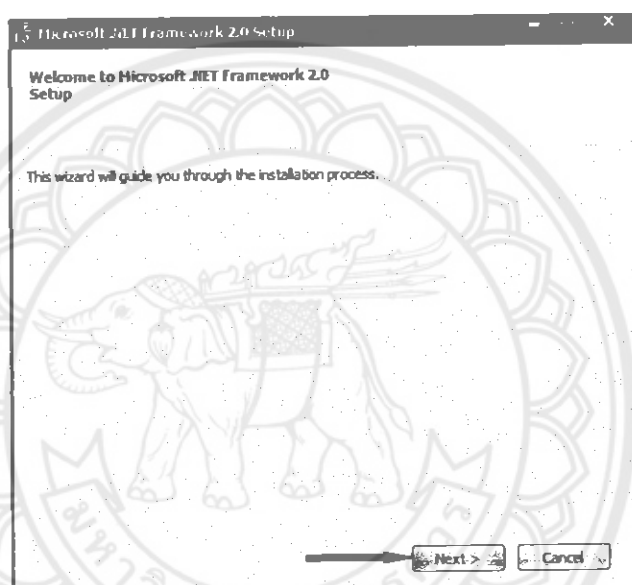 Microsoft .NET Framework 2.0 Setup
Welcome to Microsoft .NET Framework 2.0
Setup
This wizard will guide you through the installation process.
Next >
Cancel